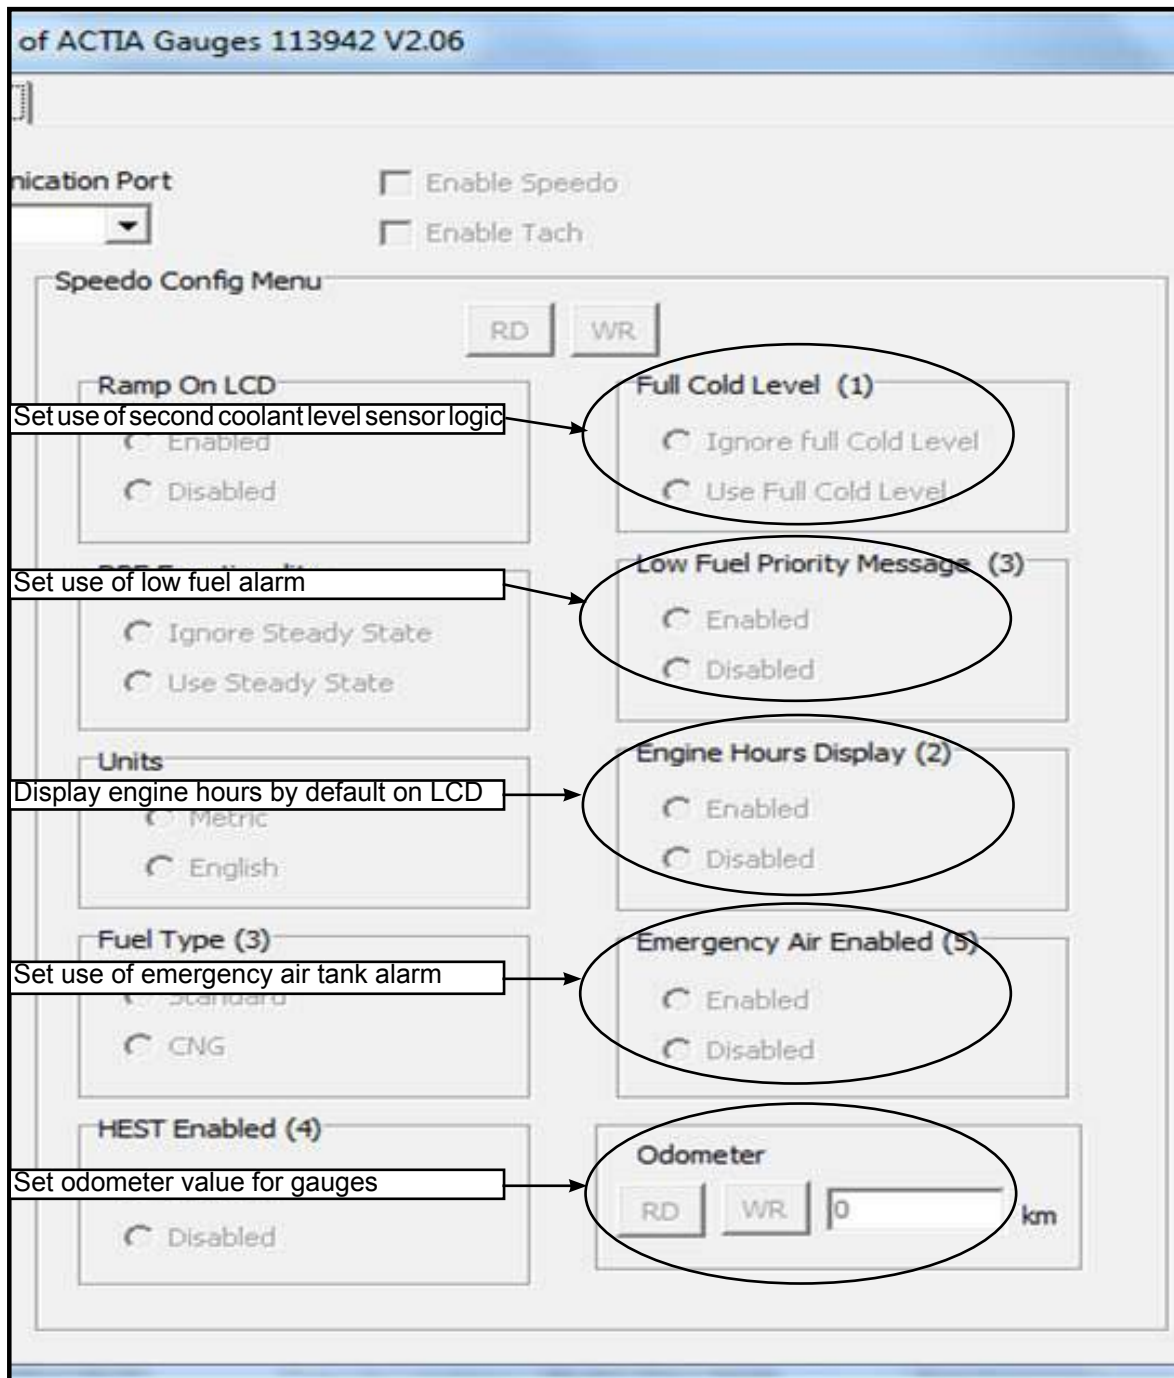 of ACTIA Gauges 113942 V2.06
nication Port
Enable Speedo
Enable Tach
Speedo Config Menu
RD WR
Ramp On LCD
Set use of second coolant level sensor logic
Enabled
Disabled
Full Cold Level (1)
Ignore full Cold Level
Use Full Cold Level
Set use of low fuel alarm
Ignore Steady State
Use Steady State
Low Fuel Priority Message (3)
Enabled
Disabled
Units
Display engine hours by default on LCD
Metric
English
Engine Hours Display (2)
Enabled
Disabled
Fuel Type (3)
Set use of emergency air tank alarm
Standard
CNG
Emergency Air Enabled (5)
Enabled
Disabled
HEST Enabled (4)
Set odometer value for gauges
Disabled
Odometer
RD WR 0 km